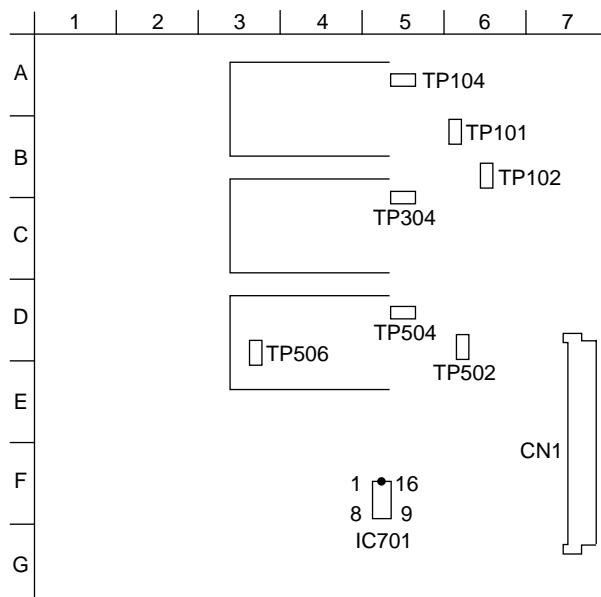 1 2 3 4 5 6 7
A
TP104
TP101
B
TP102
C
TP304
D
TP504
TP506
TP502
E
CN1
F
1 16
8 9
IC701
G